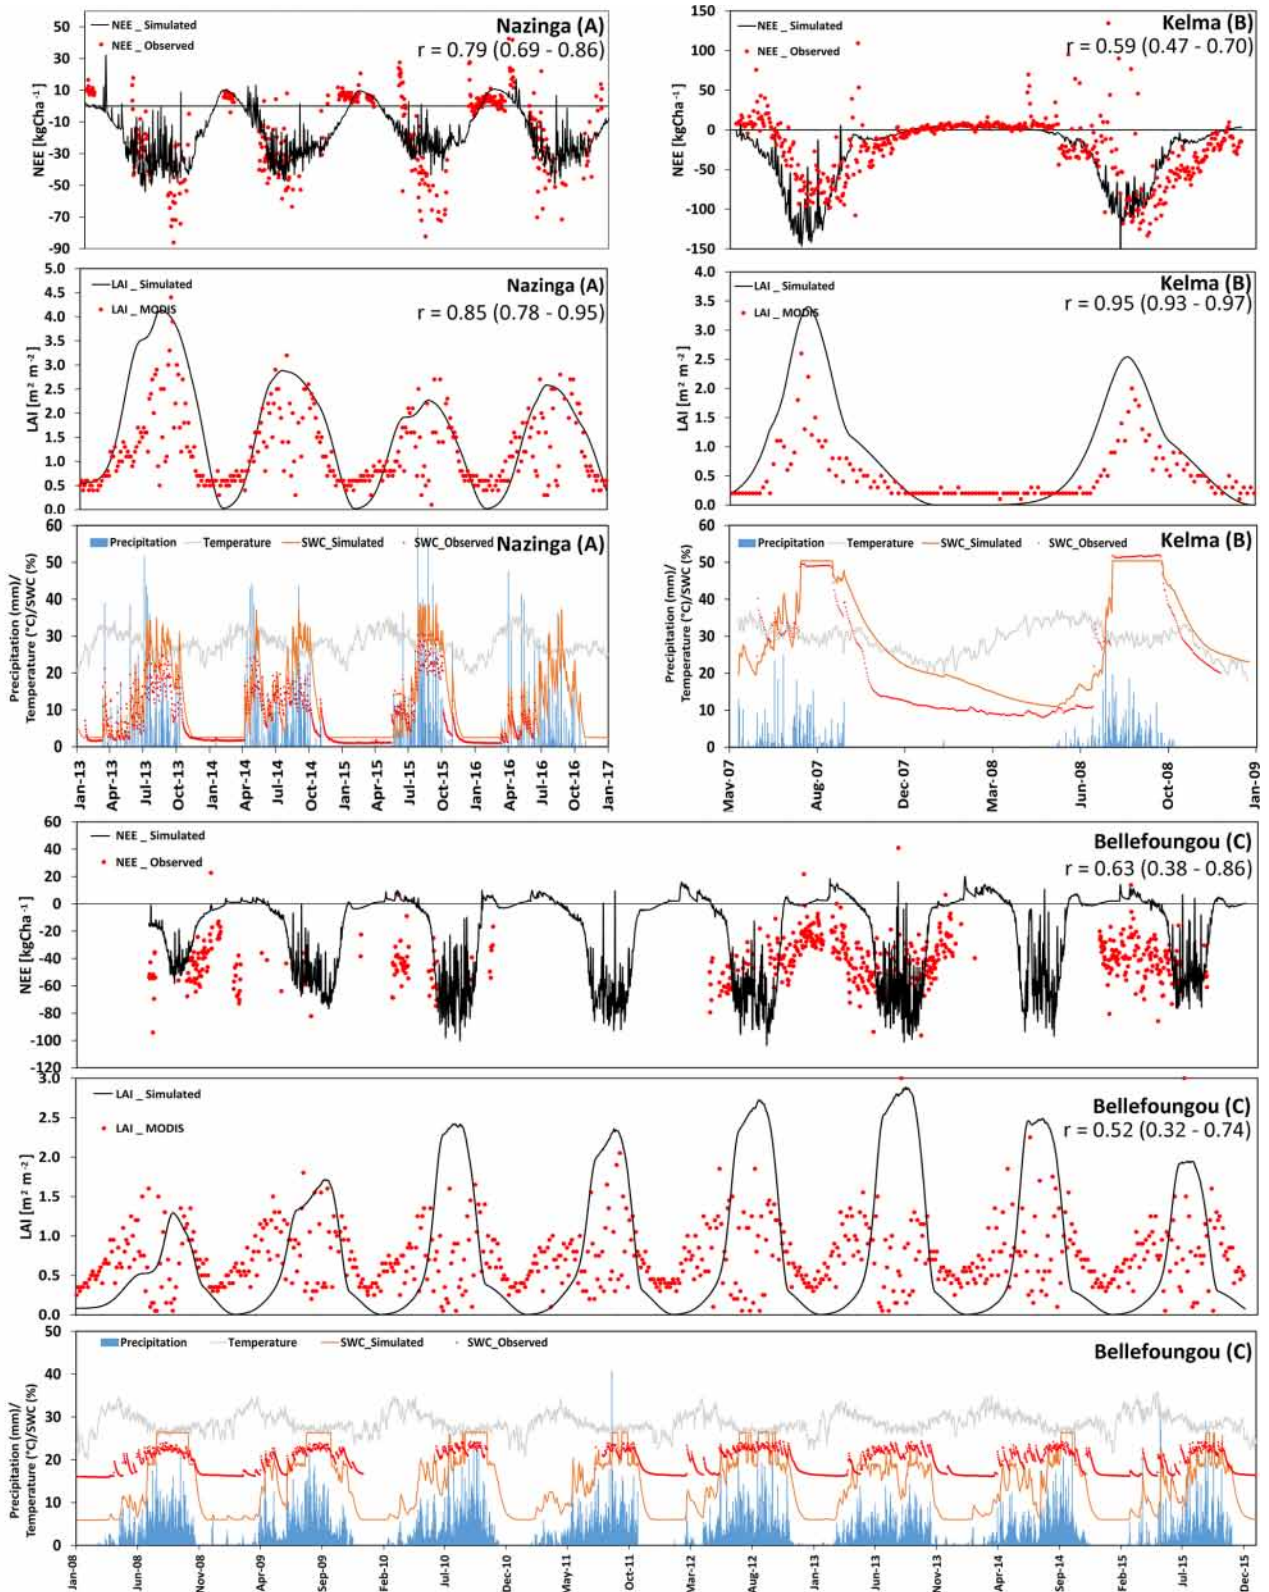 NEE _ Simulated
NEE _ Observed
Nazinga (A)
r = 0.79 (0.69 - 0.86)
NEE [kgCha⁻¹]
50
30
10
-10
-30
-50
-70
-90
NEE _ Simulated
NEE _ Observed
Kelma (B)
r = 0.59 (0.47 - 0.70)
NEE [kgCha⁻¹]
150
100
50
0
-50
-100
-150
LAI _ Simulated
LAI _ MODIS
Nazinga (A)
r = 0.85 (0.78 - 0.95)
LAI [m² m⁻²]
5.0
4.5
4.0
3.5
3.0
2.5
2.0
1.5
1.0
0.5
0.0
LAI _ Simulated
LAI _ MODIS
Kelma (B)
r = 0.95 (0.93 - 0.97)
LAI [m² m⁻²]
4.0
3.5
3.0
2.5
2.0
1.5
1.0
0.5
0.0
Precipitation Temperature SWC_Simulated SWC_Observed
Nazinga (A)
Precipitation (mm)/
Temperature (°C)/SWC (%)
60
50
40
30
20
10
0
Jan-13 Apr-13 Jul-13 Oct-13 Jan-14 Apr-14 Jul-14 Oct-14 Jan-15 Apr-15 Jul-15 Oct-15 Jan-16 Apr-16 Jul-16 Oct-16 Jan-17
Precipitation Temperature SWC_Simulated SWC_Observed
Kelma (B)
Precipitation (mm)/
Temperature (°C)/SWC (%)
60
50
40
30
20
10
0
May-07 Aug-07 Dec-07 Mar-08 Jun-08 Oct-08 Jan-09
NEE _ Simulated
NEE _ Observed
Bellefoungou (C)
r = 0.63 (0.38 - 0.86)
NEE [kgCha⁻¹]
60
40
20
0
-20
-40
-60
-80
-100
-120
LAI _ Simulated
LAI _ MODIS
Bellefoungou (C)
r = 0.52 (0.32 - 0.74)
LAI [m² m⁻²]
3.0
2.5
2.0
1.5
1.0
0.5
0.0
Precipitation Temperature SWC_Simulated SWC_Observed
Bellefoungou (C)
Precipitation (mm)/
Temperature (°C)/SWC (%)
50
40
30
20
10
0
Jan-08 Jun-08 Nov-08 Apr-09 Sep-09 Feb-10 Jul-10 Dec-10 May-11 Oct-11 Mar-12 Aug-12 Jan-13 Jun-13 Nov-13 Apr-14 Sep-14 Feb-15 Jul-15 Dec-15